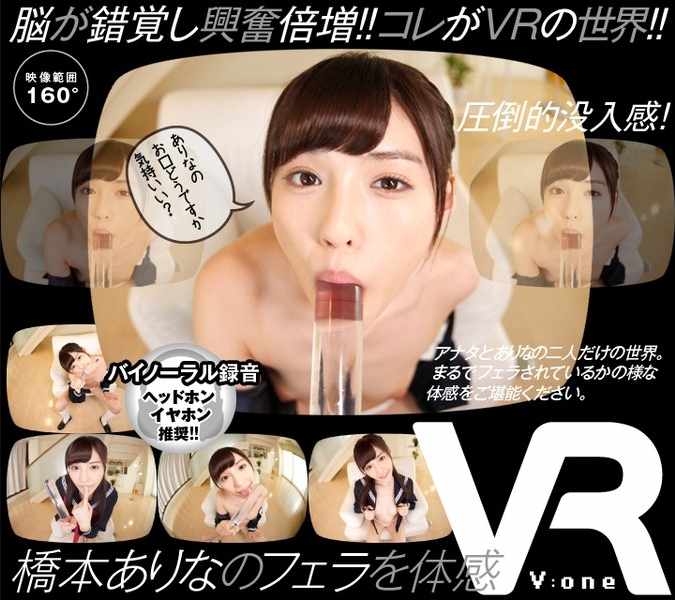 脳が錯覚し興奮倍増!!コレがVRの世界!!
映像範囲
160°
圧倒的没入感!
ありなの
お口どうですか
気持いい?
アナタとありなの二人だけの世界。
まるでフェラされているかの様な
体感をご堪能ください。
バイノーラル録音
ヘッドホン
イヤホン
推奨!!
VR
V:one
橋本ありなのフェラを体感